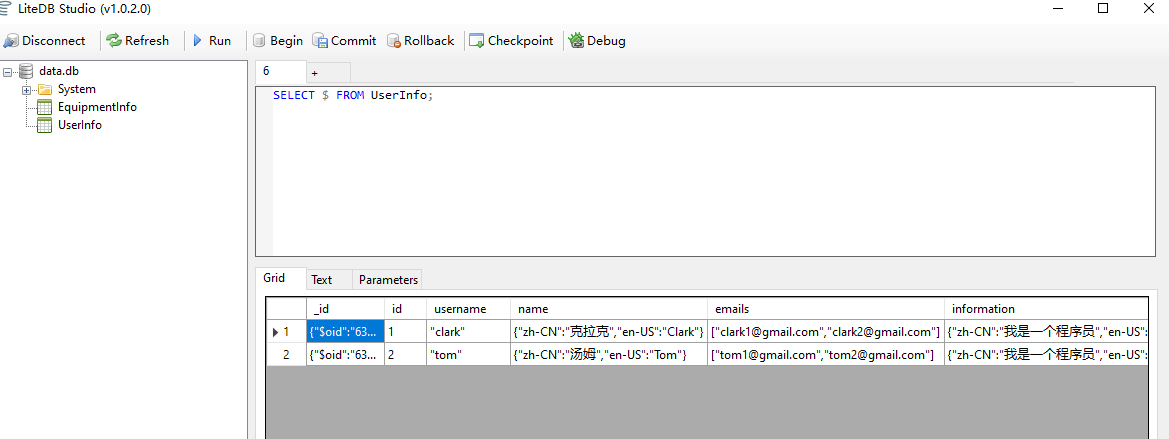 LiteDB Studio (v1.0.2.0)
Disconnect Refresh Run Begin Commit Rollback Checkpoint Debug
data.db
System
EquipmentInfo
UserInfo
6 +
SELECT $ FROM UserInfo;
Grid Text Parameters
_id id username name emails information
1 {"$oid":"63... 1 "clark" {"zh-CN":"克拉克","en-US":"Clark"} ["clark1@gmail.com","clark2@gmail.com"] {"zh-CN":"我是一个程序员","en-US":
2 {"$oid":"63... 2 "tom" {"zh-CN":"汤姆","en-US":"Tom"} ["tom1@gmail.com","tom2@gmail.com"] {"zh-CN":"我是一个程序员","en-US":